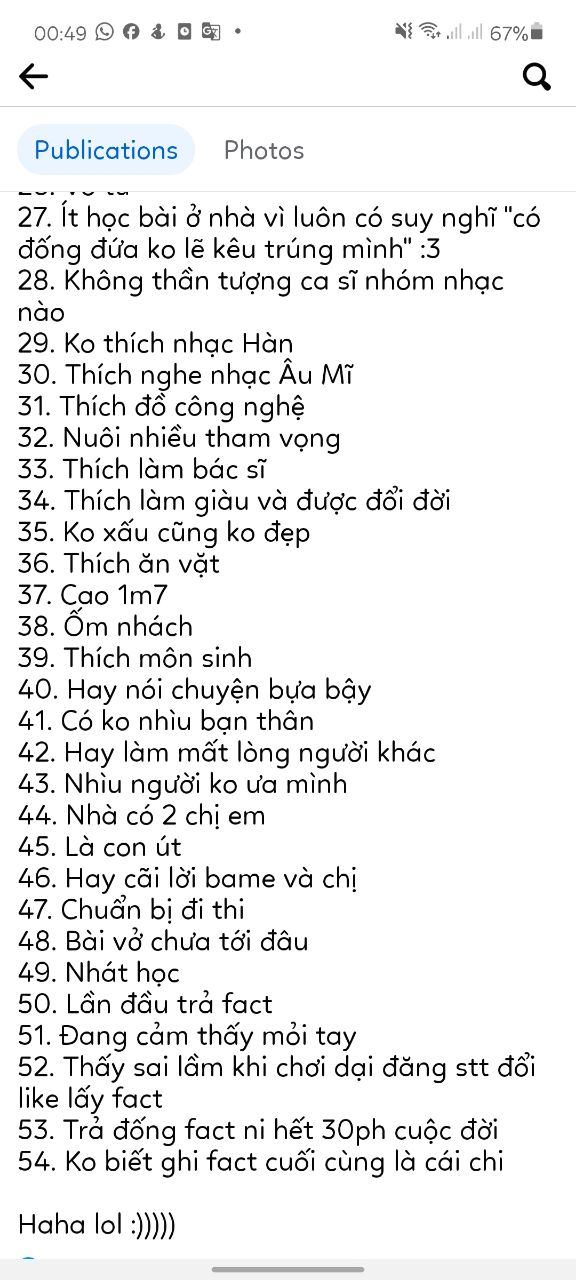 00:49
67%
Publications
Photos
27. Ít học bài ở nhà vì luôn có suy nghĩ "có
đống đứa ko lẽ kêu trúng mình" :3
28. Không thần tượng ca sĩ nhóm nhạc
nào
29. Ko thích nhạc Hàn
30. Thích nghe nhạc Âu Mĩ
31. Thích đồ công nghệ
32. Nuôi nhiều tham vọng
33. Thích làm bác sĩ
34. Thích làm giàu và được đổi đời
35. Ko xấu cũng ko đẹp
36. Thích ăn vặt
37. Cao 1m7
38. Ốm nhách
39. Thích môn sinh
40. Hay nói chuyện bựa bậy
41. Có ko nhìu bạn thân
42. Hay làm mất lòng người khác
43. Nhìu người ko ưa mình
44. Nhà có 2 chị em
45. Là con út
46. Hay cãi lời bame và chị
47. Chuẩn bị đi thi
48. Bài vở chưa tới đâu
49. Nhát học
50. Lần đầu trả fact
51. Đang cảm thấy mỏi tay
52. Thấy sai lầm khi chơi dại đăng stt đổi
like lấy fact
53. Trả đống fact ni hết 30ph cuộc đời
54. Ko biết ghi fact cuối cùng là cái chi
Haha lol :)))))